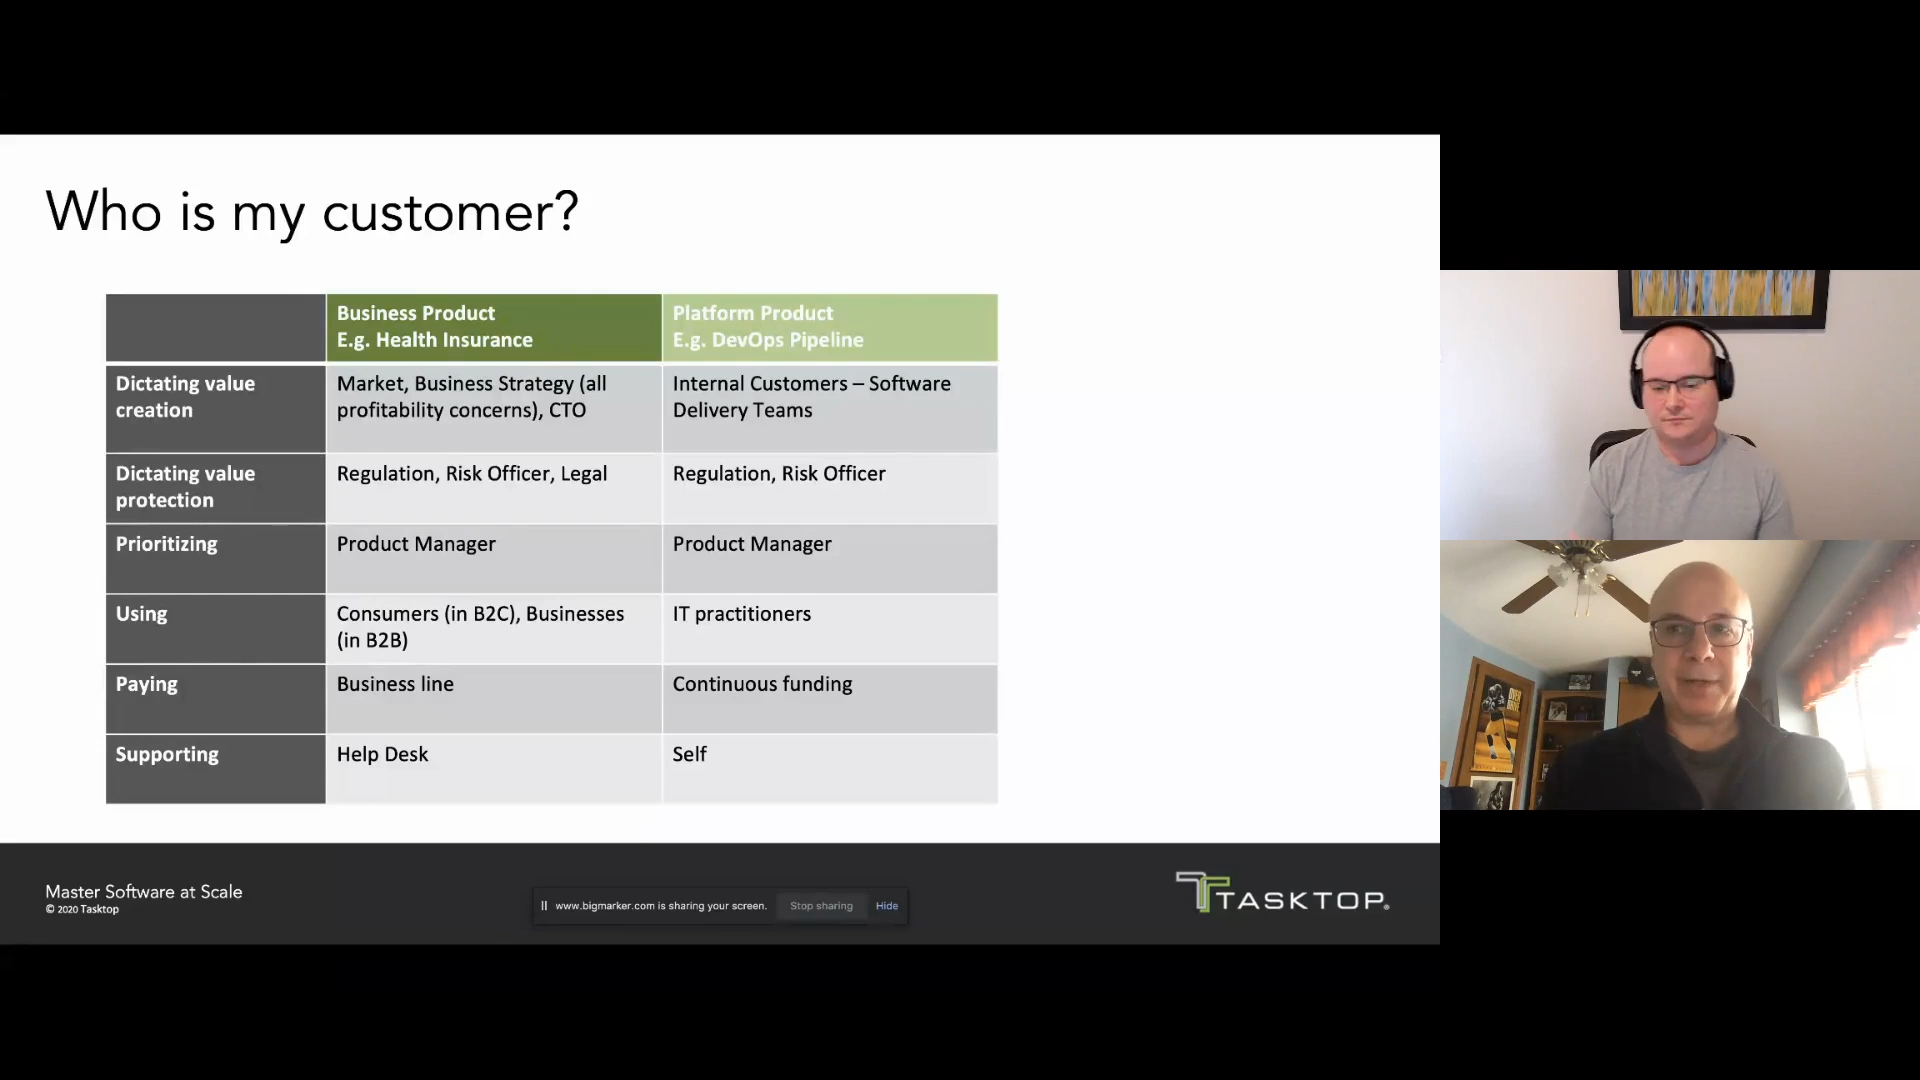 Who is my customer?
Business Product
E.g. Health Insurance
Platform Product
E.g. DevOps Pipeline
Dictating value
creation
Market, Business Strategy (all
profitability concerns), CTO
Internal Customers – Software
Delivery Teams
Dictating value
protection
Regulation, Risk Officer, Legal
Regulation, Risk Officer
Prioritizing
Product Manager
Product Manager
Using
Consumers (in B2C), Businesses
(in B2B)
IT practitioners
Paying
Business line
Continuous funding
Supporting
Help Desk
Self
Master Software at Scale
© 2020 Tasktop
www.bigmarker.com is sharing your screen.
Stop sharing
Hide
TASKTOP®
OVER
DRIVE